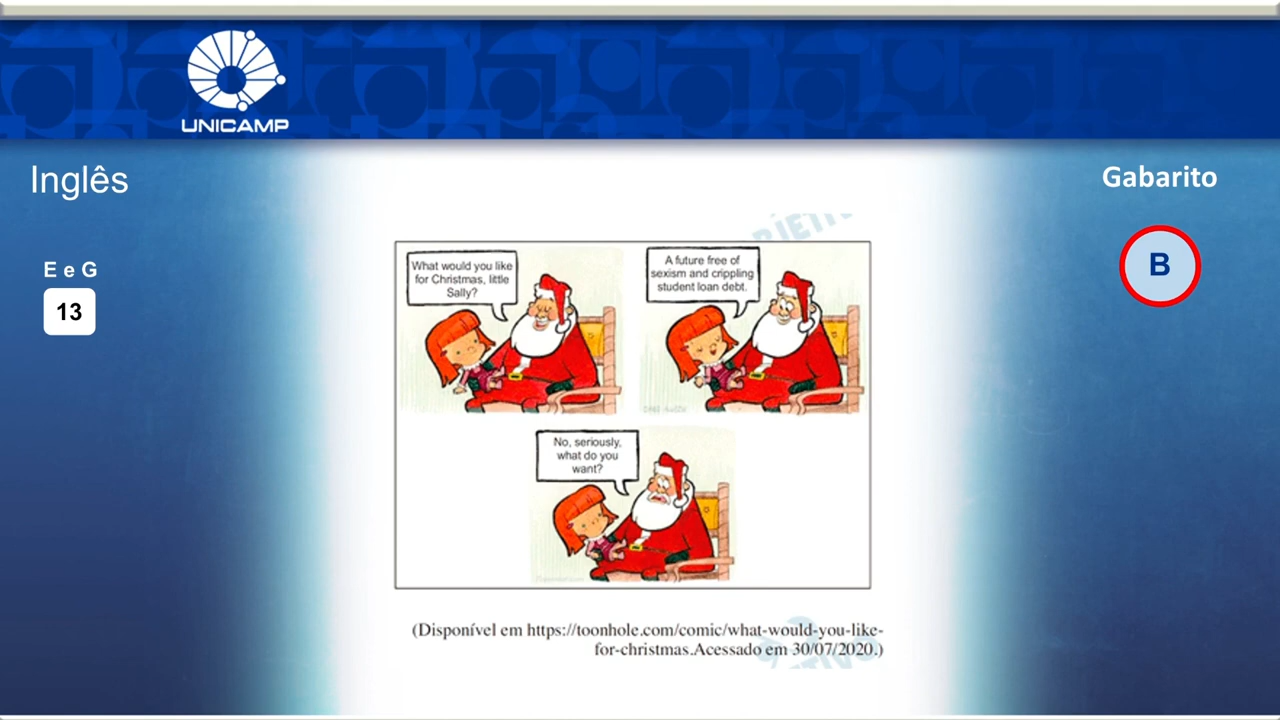 UNICAMP
Inglês
Gabarito
E e G
13
B
What would you like
for Christmas, little
Sally?
A future free of
sexism and crippling
student loan debt.
No, seriously,
what do you
want?
(Disponível em https://toonhole.com/comic/what-would-you-like-
for-christmas.Acessado em 30/07/2020.)